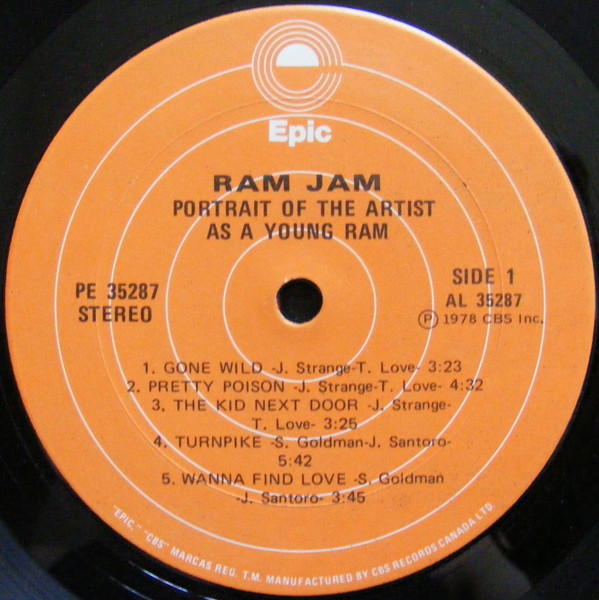 Epic
RAM JAM
PORTRAIT OF THE ARTIST
AS A YOUNG RAM
PE 35287
STEREO
SIDE 1
AL 35287
Ⓟ 1978 CBS Inc.
1. GONE WILD -J. Strange-T. Love- 3:23
2. PRETTY POISON -J. Strange-T. Love- 4:32
3. THE KID NEXT DOOR -J. Strange-
T. Love- 3:25
4. TURNPIKE -S. Goldman-J. Santoro-
5:42
5. WANNA FIND LOVE -S. Goldman
-J. Santoro- 3:45
"EPIC," "CBS" MARCAS REG. T.M. MANUFACTURED BY CBS RECORDS CANADA LTD.